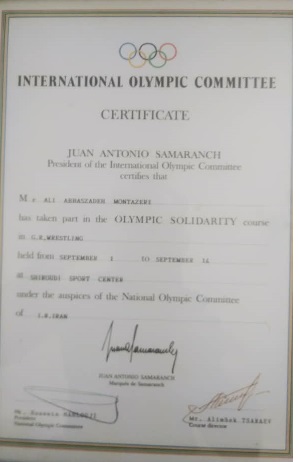 INTERNATIONAL OLYMPIC COMMITTEE
CERTIFICATE
JUAN ANTONIO SAMARANCH
President of the International Olympic Committee
certifies that
Mr. ALI ABBASZADEH MONTAZERI
has taken part in the OLYMPIC SOLIDARITY course
in G.R.WRESTLING
held from SEPTEMBER 1 to SEPTEMBER
at SHIROUDI SPORT CENTER
under the auspices of the National Olympic Committee
of I.R.IRAN
JUAN ANTONIO SAMARANCH
Marqués de Samaranch
President
National Olympic Committee
Course director